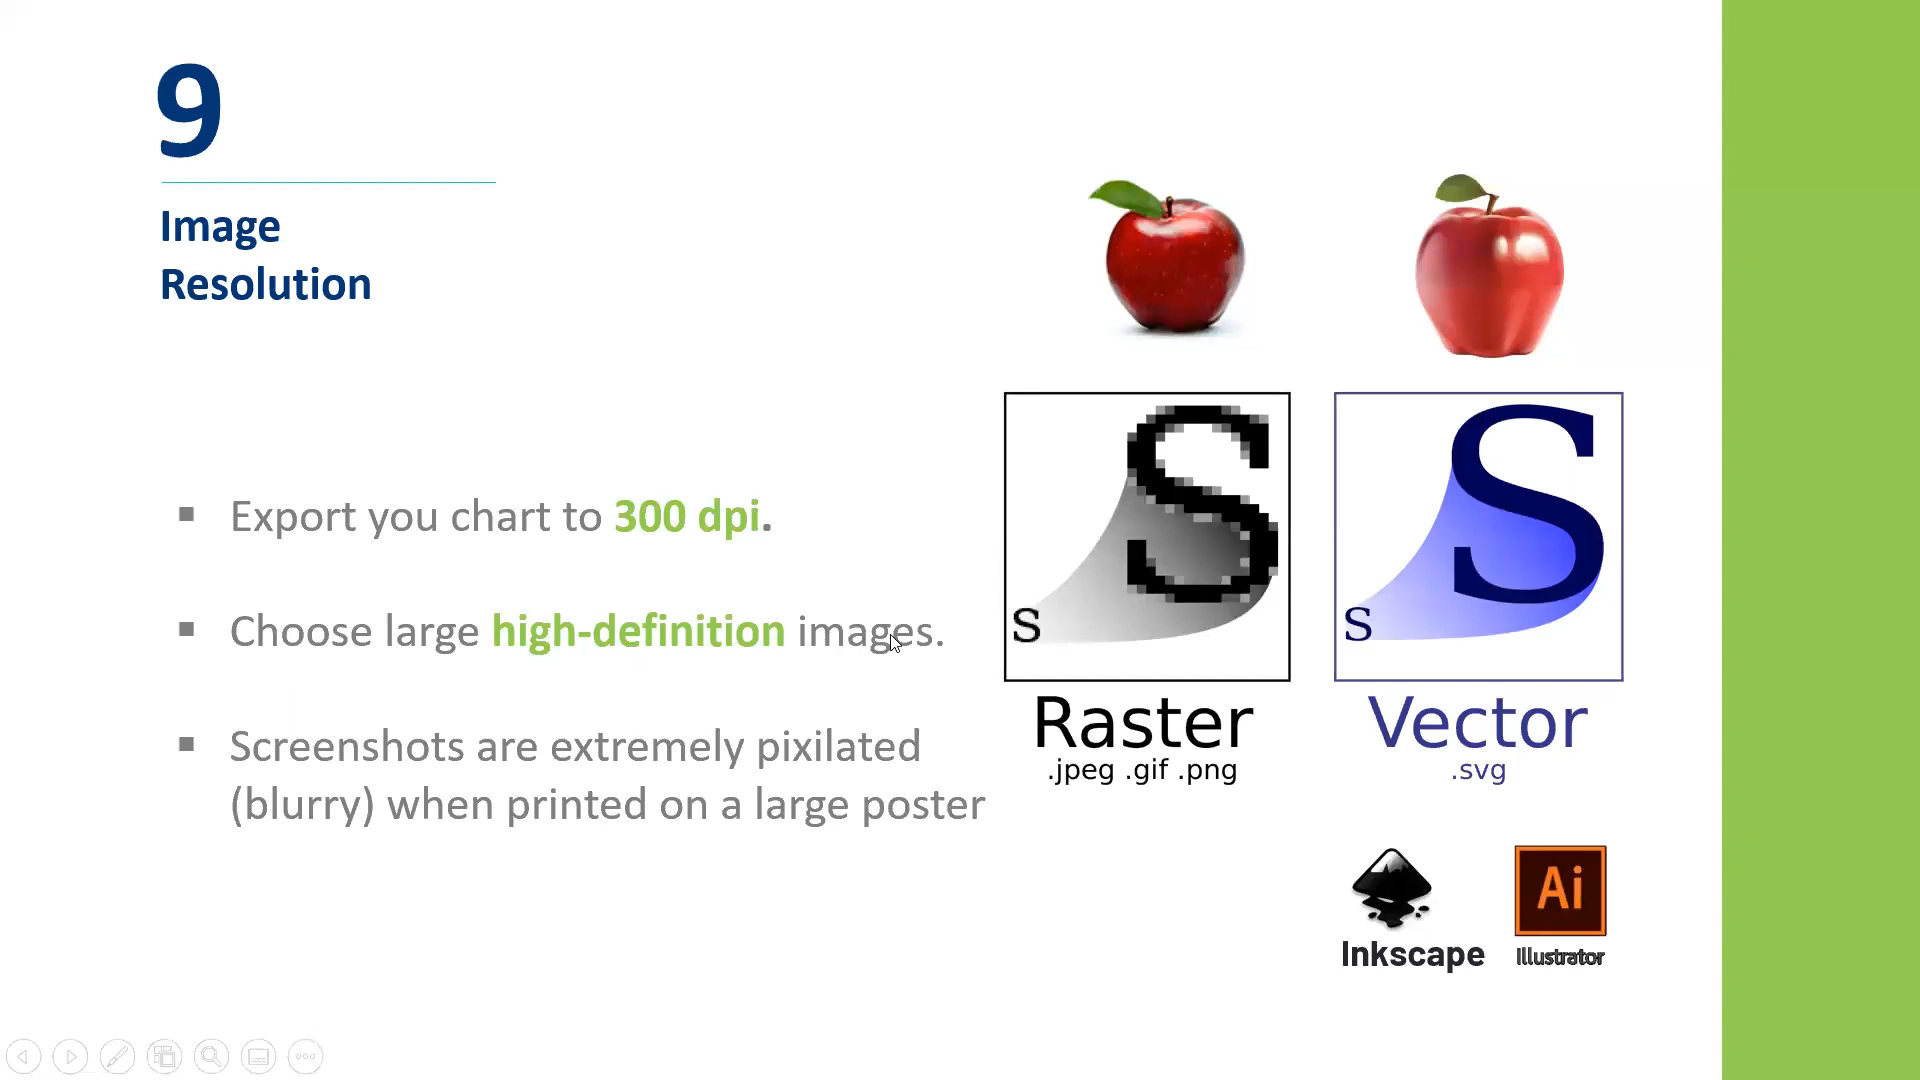 9
Image
Resolution
▪ Export you chart to 300 dpi.
▪ Choose large high-definition images.
▪ Screenshots are extremely pixilated
(blurry) when printed on a large poster
S
S
Raster
.jpeg .gif .png
S
S
Vector
.svg
Inkscape
Ai
Illustrator